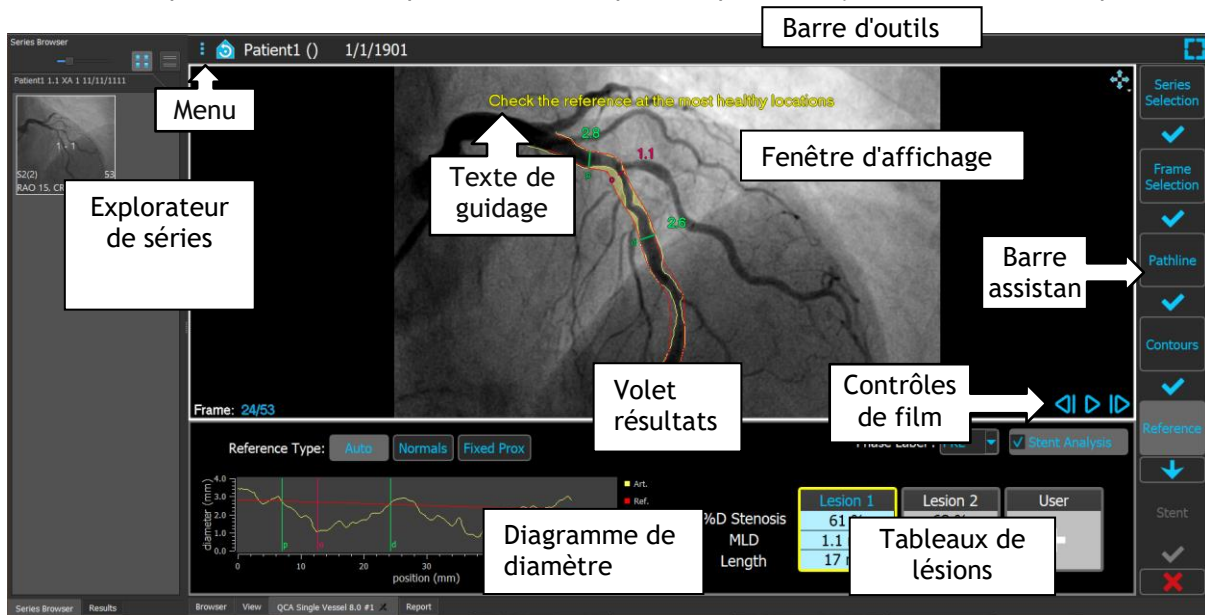 Barre d'outils
Series Browser
Patient1 () 1/1/1901
Patient1 1.1 XA 1 11/11/1111
Menu
Check the reference at the most healthy locations
Series
Selection
1 - 1
S2(2) 53
RAO 15,
2.8
1.1
2.6
Texte de
guidage
Fenêtre d'affichage
Frame
Selection
Explorateur
de séries
Barre
assistan
Pathline
Contours
Volet
résultats
Contrôles
de film
Frame: 24/53
Reference
Reference Type: Auto Normals Fixed Prox
Label :
Stent Analysis
diameter (mm)
4.0
3.0
2.0
1.0
0.0
p
o
d
0 10 20 30
position (mm)
Art.
Ref.
Diagramme de
diamètre
Lesion 1 Lesion 2 User
%D Stenosis 61
MLD 1.1
Length 17
Tableaux de
lésions
Stent
Series Browser Results Browser View QCA Single Vessel 8.0 #1 Report